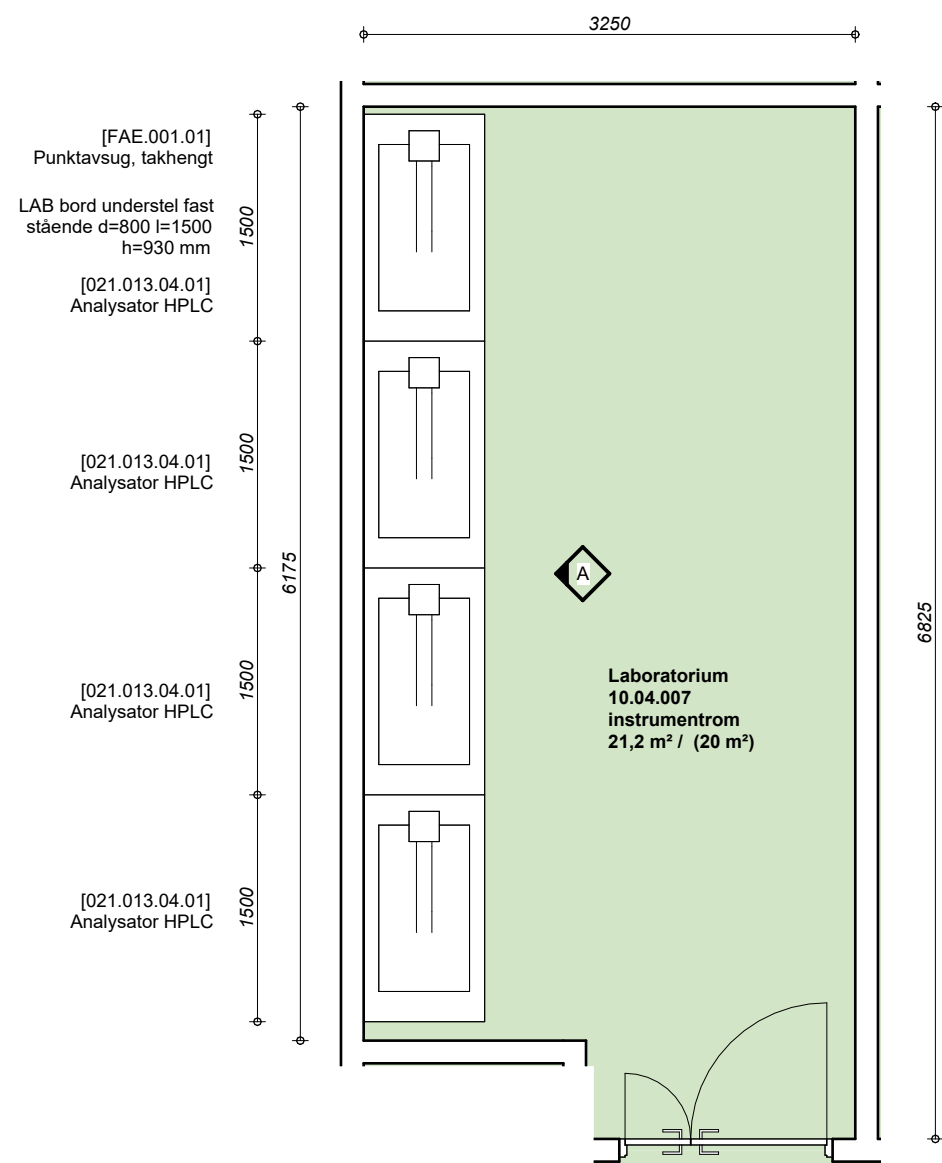 3250
[FAE.001.01]
Punktavsug, takhengt
LAB bord understel fast
stående d=800 l=1500
h=930 mm
[021.013.04.01]
Analysator HPLC
1500
[021.013.04.01]
Analysator HPLC
1500
6175
A
6825
Laboratorium
10.04.007
instrumentrom
21,2 m² / (20 m²)
[021.013.04.01]
Analysator HPLC
1500
[021.013.04.01]
Analysator HPLC
1500